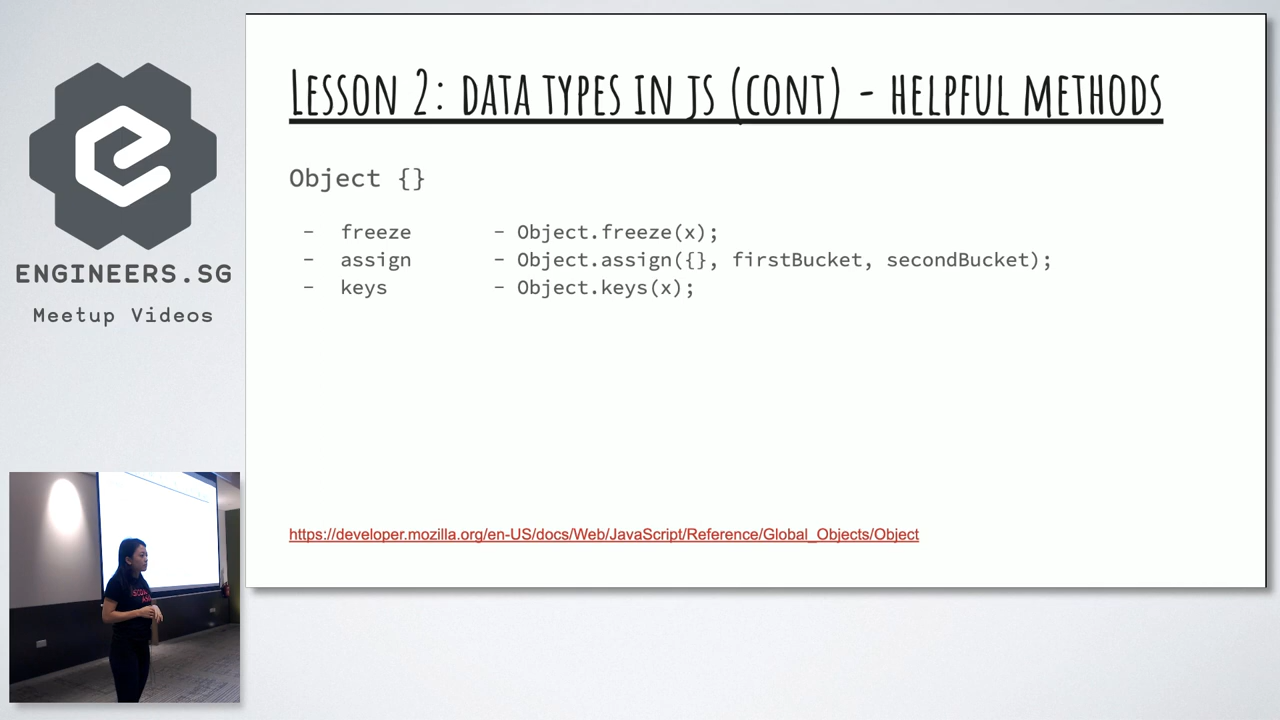 LESSON 2: DATA TYPES IN JS (CONT) - HELPFUL METHODS
Object {}
- freeze - Object.freeze(x);
- assign - Object.assign({}, firstBucket, secondBucket);
- keys - Object.keys(x);
https://developer.mozilla.org/en-US/docs/Web/JavaScript/Reference/Global_Objects/Object
ENGINEERS.SG
Meetup Videos